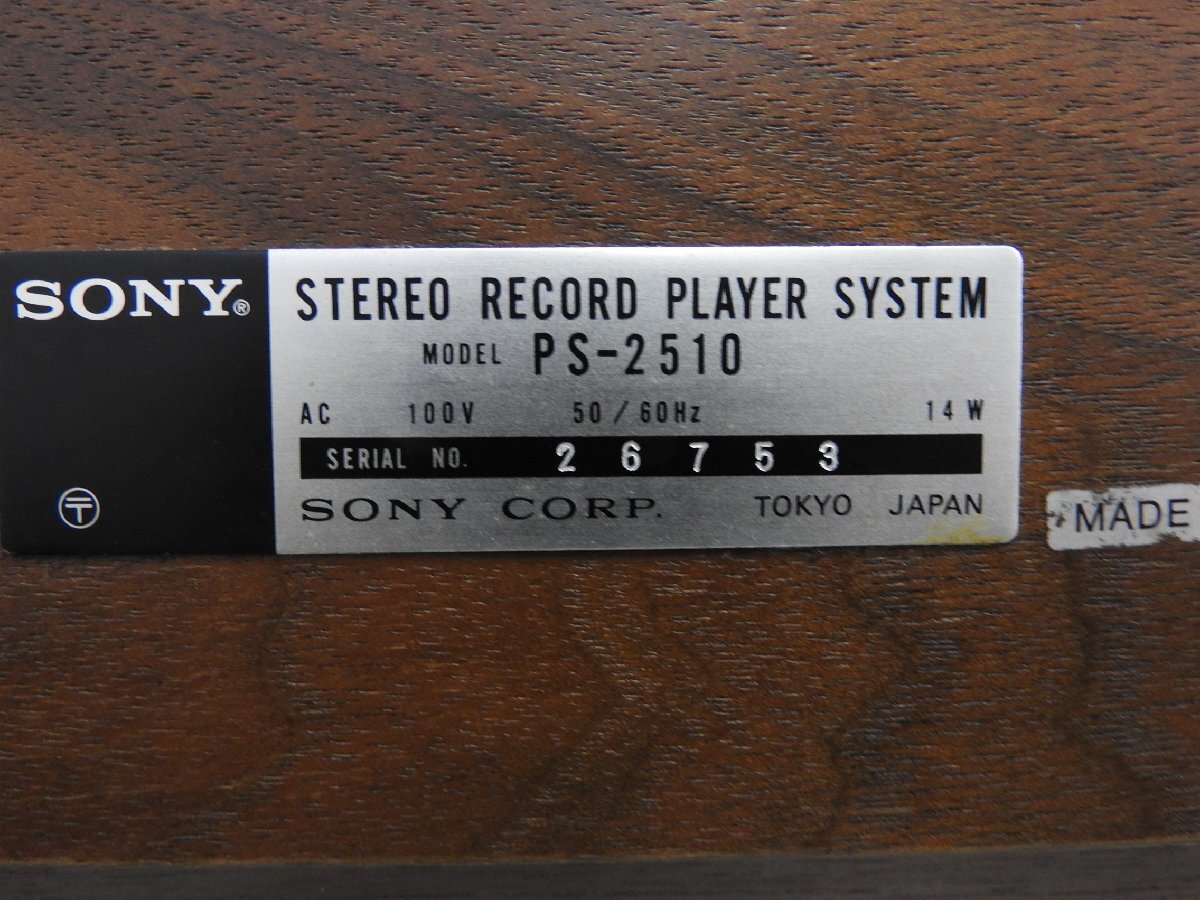 SONY®
STEREO RECORD PLAYER SYSTEM
MODEL PS-2510
AC 100V 50/60Hz 14W
SERIAL NO. 26753
SONY CORP. TOKYO JAPAN
〒
MADE